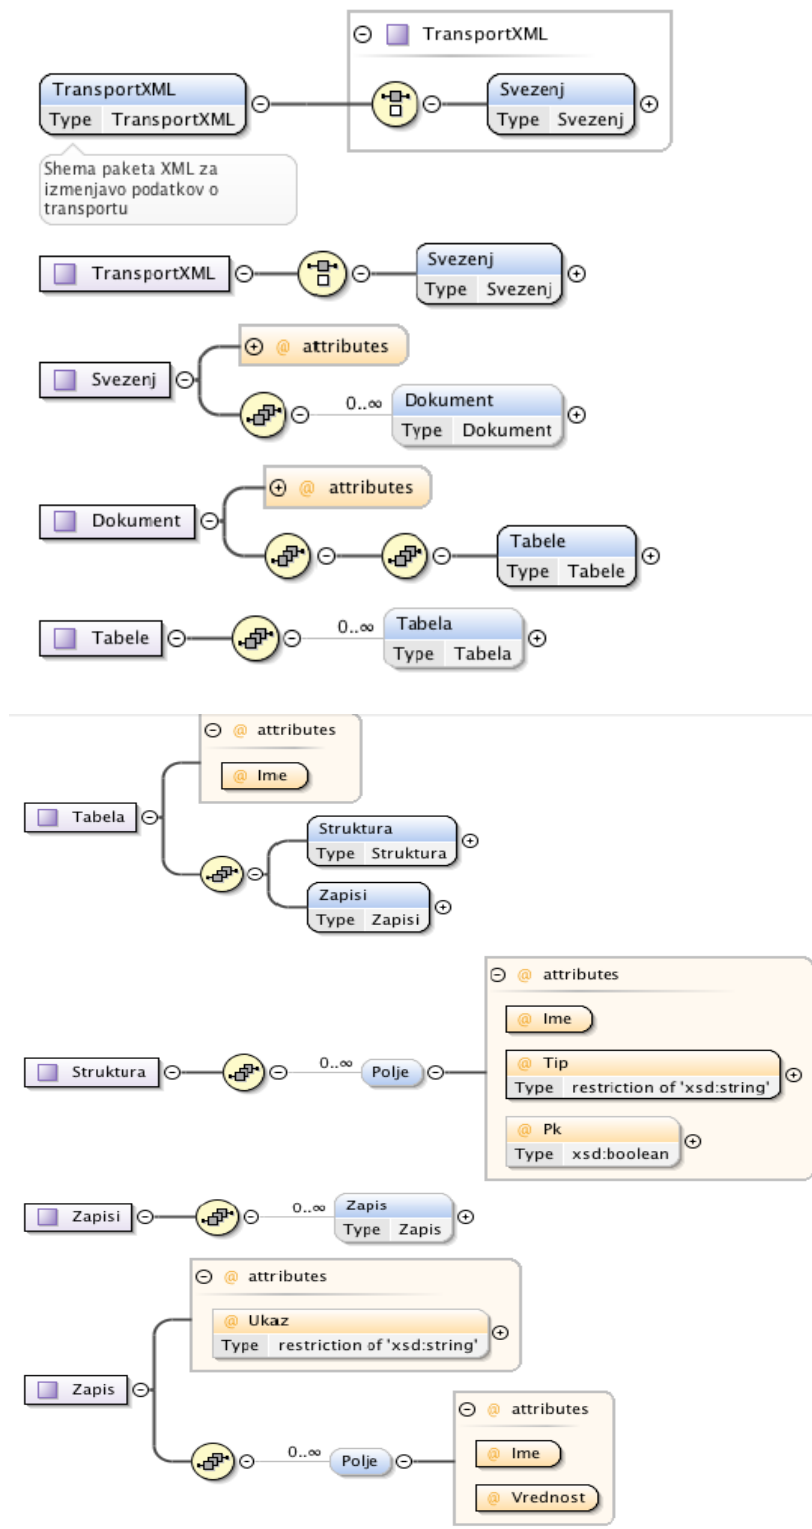 TransportXML
TransportXML
Type TransportXML
Svezenj
Type Svezenj
Shema paketa XML za
izmenjavo podatkov o
transportu
TransportXML
Svezenj
Type Svezenj
@ attributes
Svezenj
0..∞
Dokument
Type Dokument
@ attributes
Dokument
Tabele
Type Tabele
Tabele
0..∞
Tabela
Type Tabela
@ attributes
@ Ime
Tabela
Struktura
Type Struktura
Zapisi
Type Zapisi
@ attributes
@ Ime
Struktura
0..∞
Polje
@ Tip
Type restriction of 'xsd:string'
@ Pk
Type xsd:boolean
Zapisi
0..∞
Zapis
Type Zapis
@ attributes
@ Ukaz
Type restriction of 'xsd:string'
Zapis
@ attributes
0..∞
Polje
@ Ime
@ Vrednost